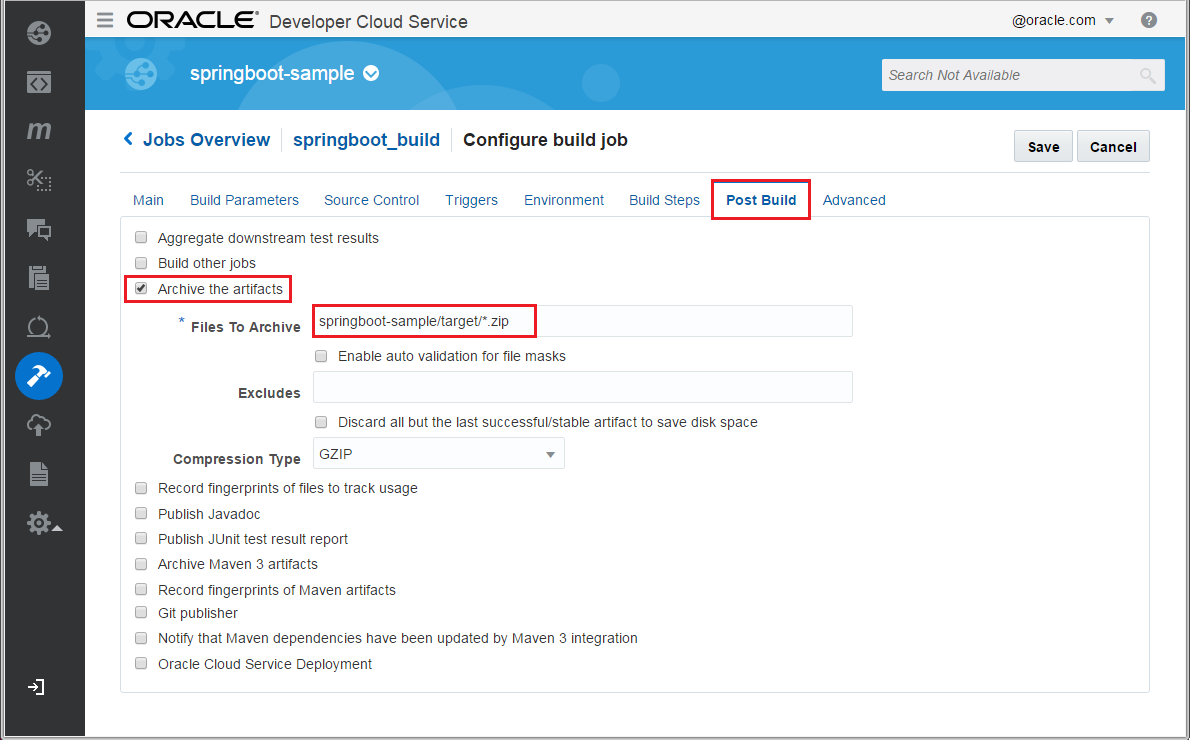 ORACLE® Developer Cloud Service
@oracle.com
?
springboot-sample
Search Not Available
Jobs Overview
springboot_build
Configure build job
Save
Cancel
Main
Build Parameters
Source Control
Triggers
Environment
Build Steps
Post Build
Advanced
Aggregate downstream test results
Build other jobs
Archive the artifacts
* Files To Archive
springboot-sample/target/*.zip
Enable auto validation for file masks
Excludes
Discard all but the last successful/stable artifact to save disk space
Compression Type
GZIP
Record fingerprints of files to track usage
Publish Javadoc
Publish JUnit test result report
Archive Maven 3 artifacts
Record fingerprints of Maven artifacts
Git publisher
Notify that Maven dependencies have been updated by Maven 3 integration
Oracle Cloud Service Deployment
m